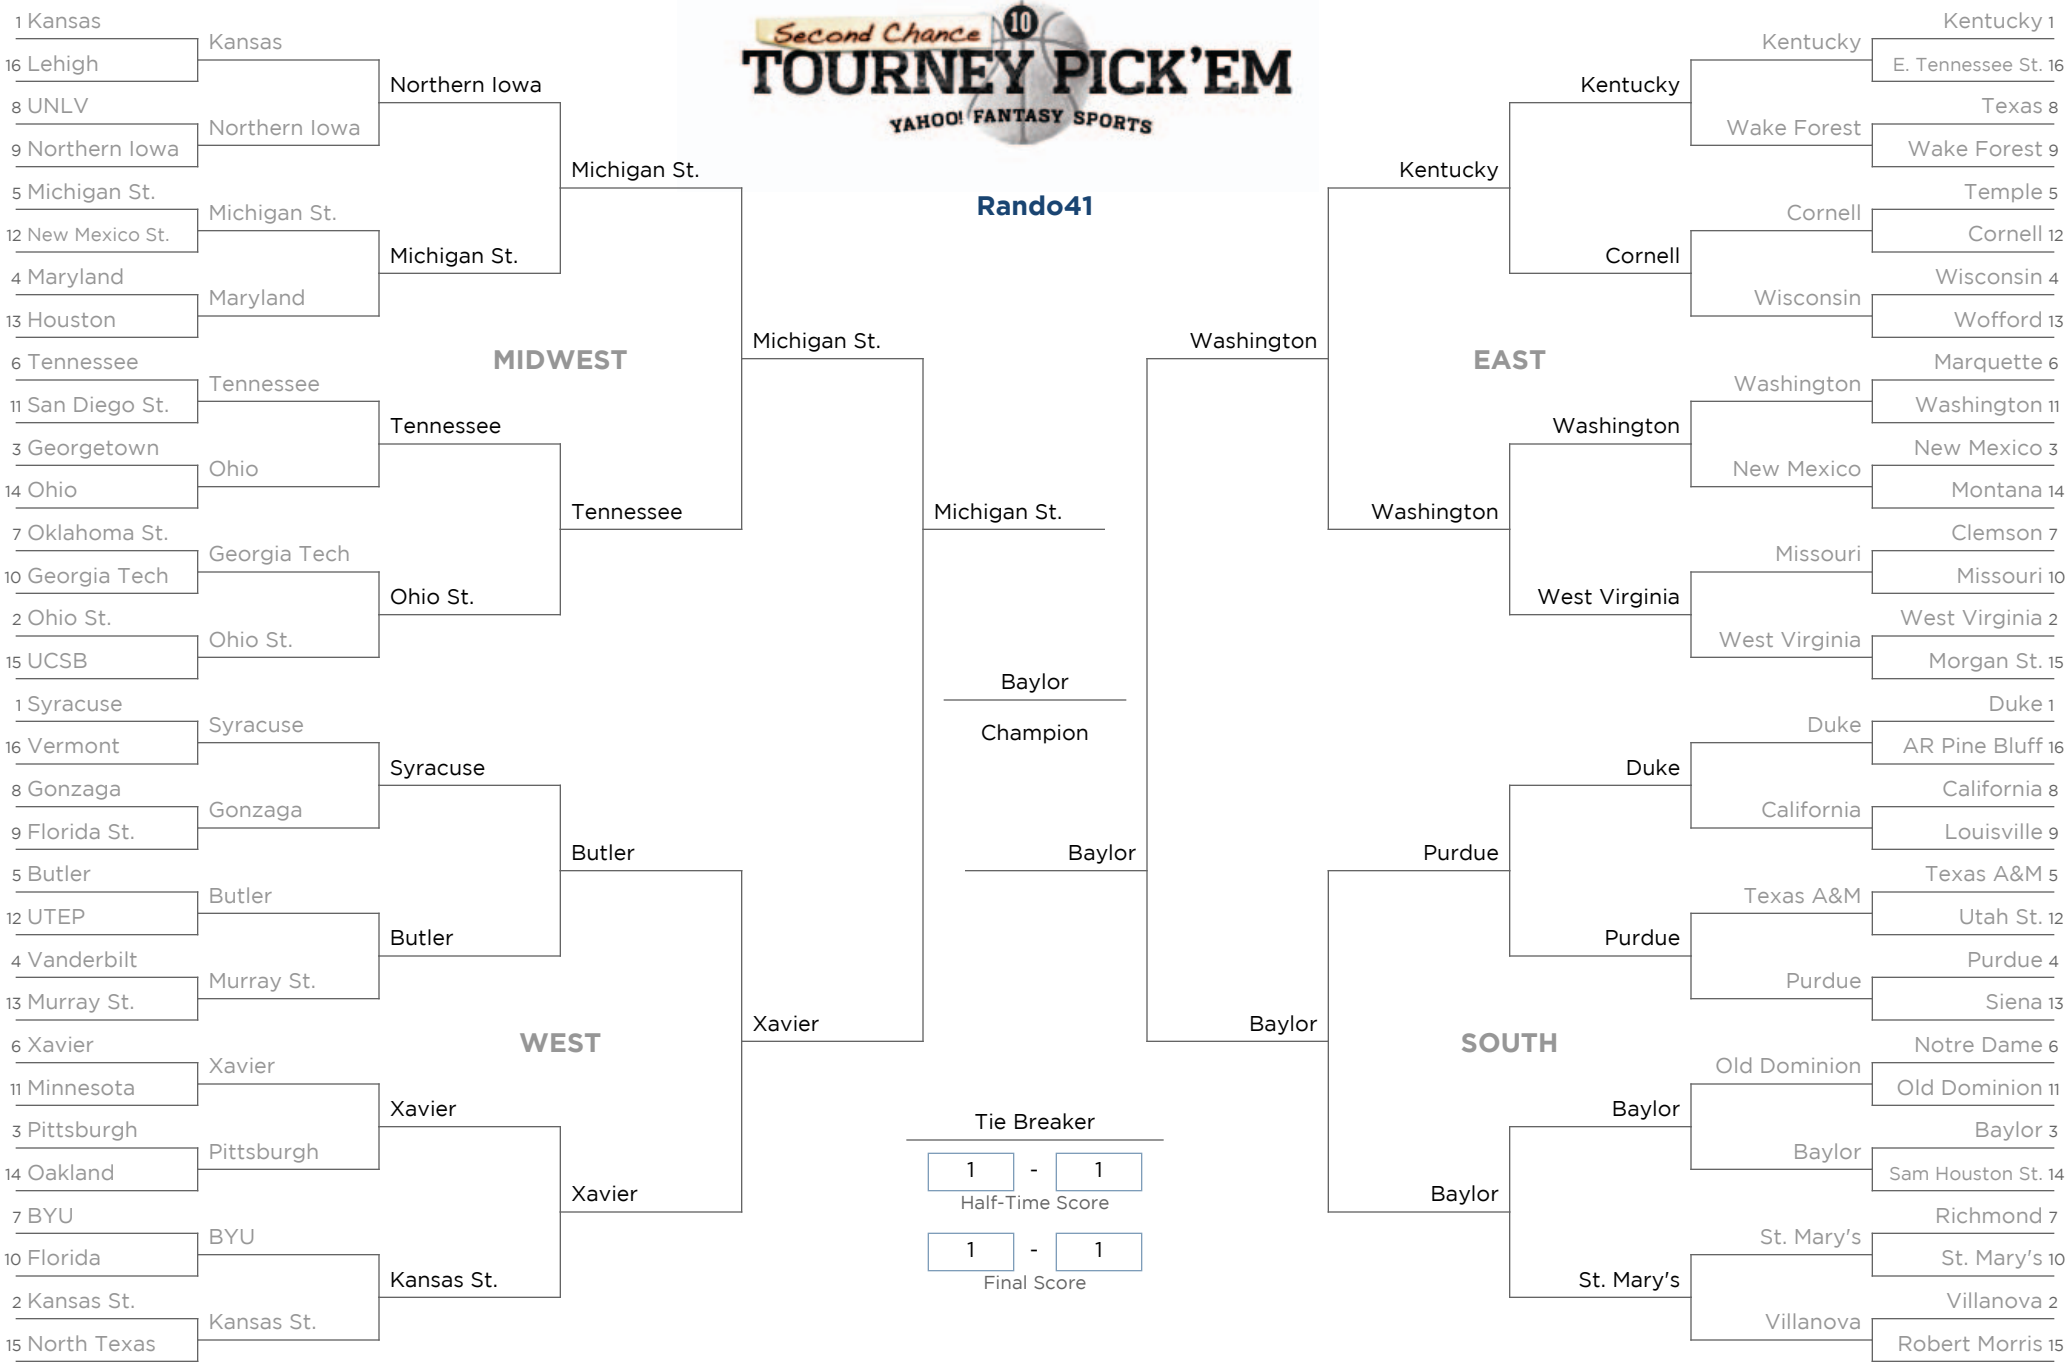 Second Chance 10
TOURNEY PICK'EM
YAHOO! FANTASY SPORTS
Rando41
1 Kansas
16 Lehigh
8 UNLV
9 Northern Iowa
5 Michigan St.
12 New Mexico St.
4 Maryland
13 Houston
6 Tennessee
11 San Diego St.
3 Georgetown
14 Ohio
7 Oklahoma St.
10 Georgia Tech
2 Ohio St.
15 UCSB
Kansas
Northern Iowa
Michigan St.
Maryland
Tennessee
Ohio
Georgia Tech
Ohio St.
Northern Iowa
Michigan St.
Tennessee
Ohio St.
Michigan St.
Tennessee
MIDWEST
Michigan St.
1 Syracuse
16 Vermont
8 Gonzaga
9 Florida St.
5 Butler
12 UTEP
4 Vanderbilt
13 Murray St.
6 Xavier
11 Minnesota
3 Pittsburgh
14 Oakland
7 BYU
10 Florida
2 Kansas St.
15 North Texas
Syracuse
Gonzaga
Butler
Murray St.
Xavier
Pittsburgh
BYU
Kansas St.
Syracuse
Butler
Xavier
Kansas St.
Butler
Xavier
WEST
Xavier
Michigan St.
Baylor
Champion
Baylor
Tie Breaker
1 - 1
Half-Time Score
1 - 1
Final Score
Washington
EAST
Kentucky
Washington
Kentucky
Cornell
Washington
West Virginia
Kentucky
Wake Forest
Cornell
Wisconsin
Washington
New Mexico
Missouri
West Virginia
Kentucky 1
E. Tennessee St. 16
Texas 8
Wake Forest 9
Temple 5
Cornell 12
Wisconsin 4
Wofford 13
Marquette 6
Washington 11
New Mexico 3
Montana 14
Clemson 7
Missouri 10
West Virginia 2
Morgan St. 15
Baylor
SOUTH
Purdue
Baylor
Duke
Purdue
Baylor
St. Mary's
Duke
California
Texas A&M
Purdue
Old Dominion
Baylor
St. Mary's
Villanova
Duke 1
AR Pine Bluff 16
California 8
Louisville 9
Texas A&M 5
Utah St. 12
Purdue 4
Siena 13
Notre Dame 6
Old Dominion 11
Baylor 3
Sam Houston St. 14
Richmond 7
St. Mary's 10
Villanova 2
Robert Morris 15